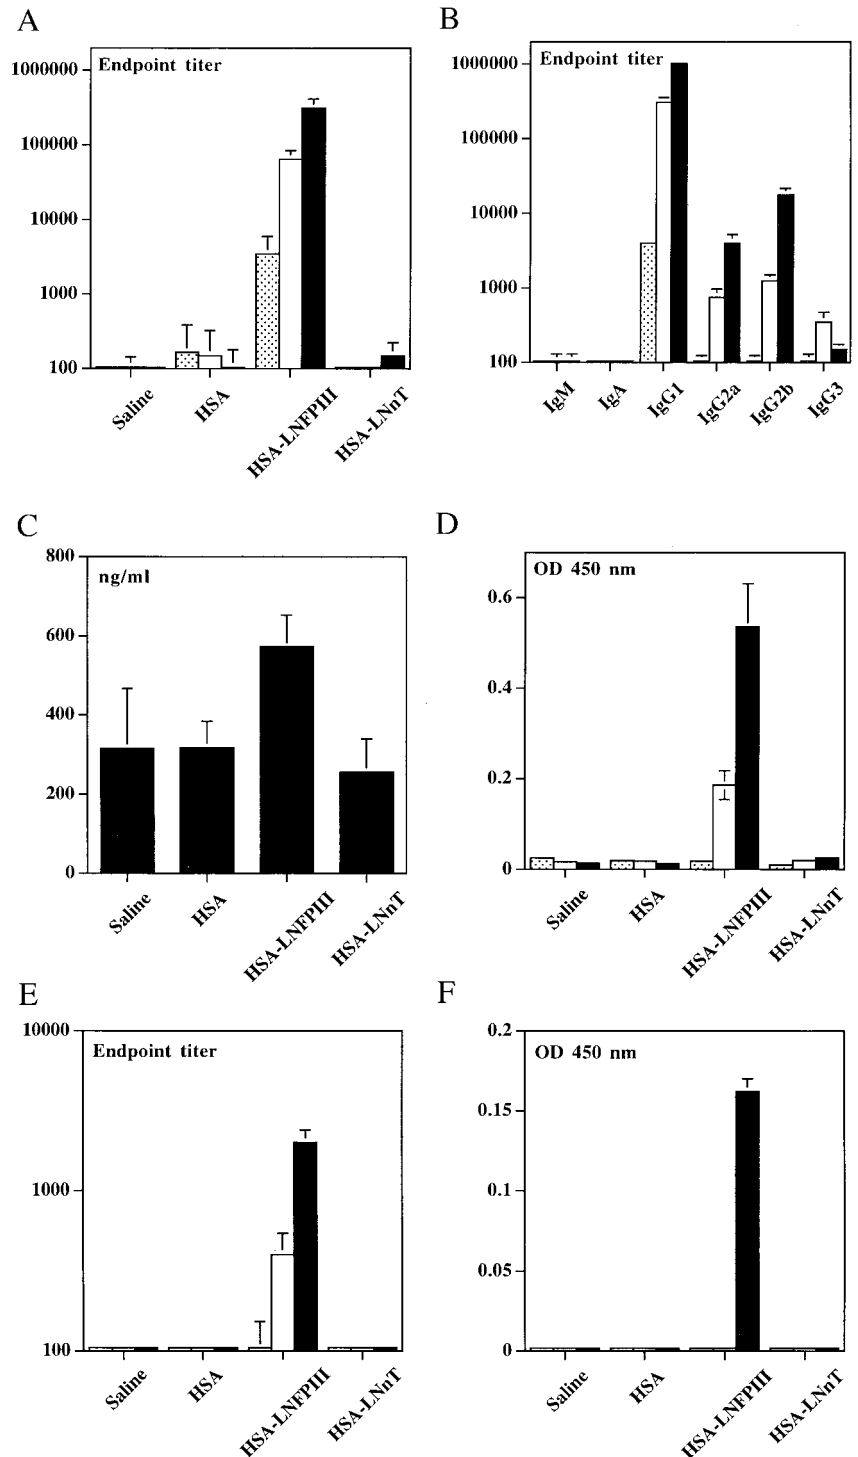 A
Endpoint titer
1000000
100000
10000
1000
100
Saline
HSA
HSA-LNFPIII
HSA-LNnT
B
Endpoint titer
1000000
100000
10000
1000
100
IgM
IgA
IgG1
IgG2a
IgG2b
IgG3
C
ng/ml
800
600
400
200
0
Saline
HSA
HSA-LNFPIII
HSA-LNnT
D
OD 450 nm
0.6
0.4
0.2
0
Saline
HSA
HSA-LNFPIII
HSA-LNnT
E
Endpoint titer
10000
1000
100
Saline
HSA
HSA-LNFPIII
HSA-LNnT
F
OD 450 nm
0.2
0.15
0.1
0.05
0
Saline
HSA
HSA-LNFPIII
HSA-LNnT